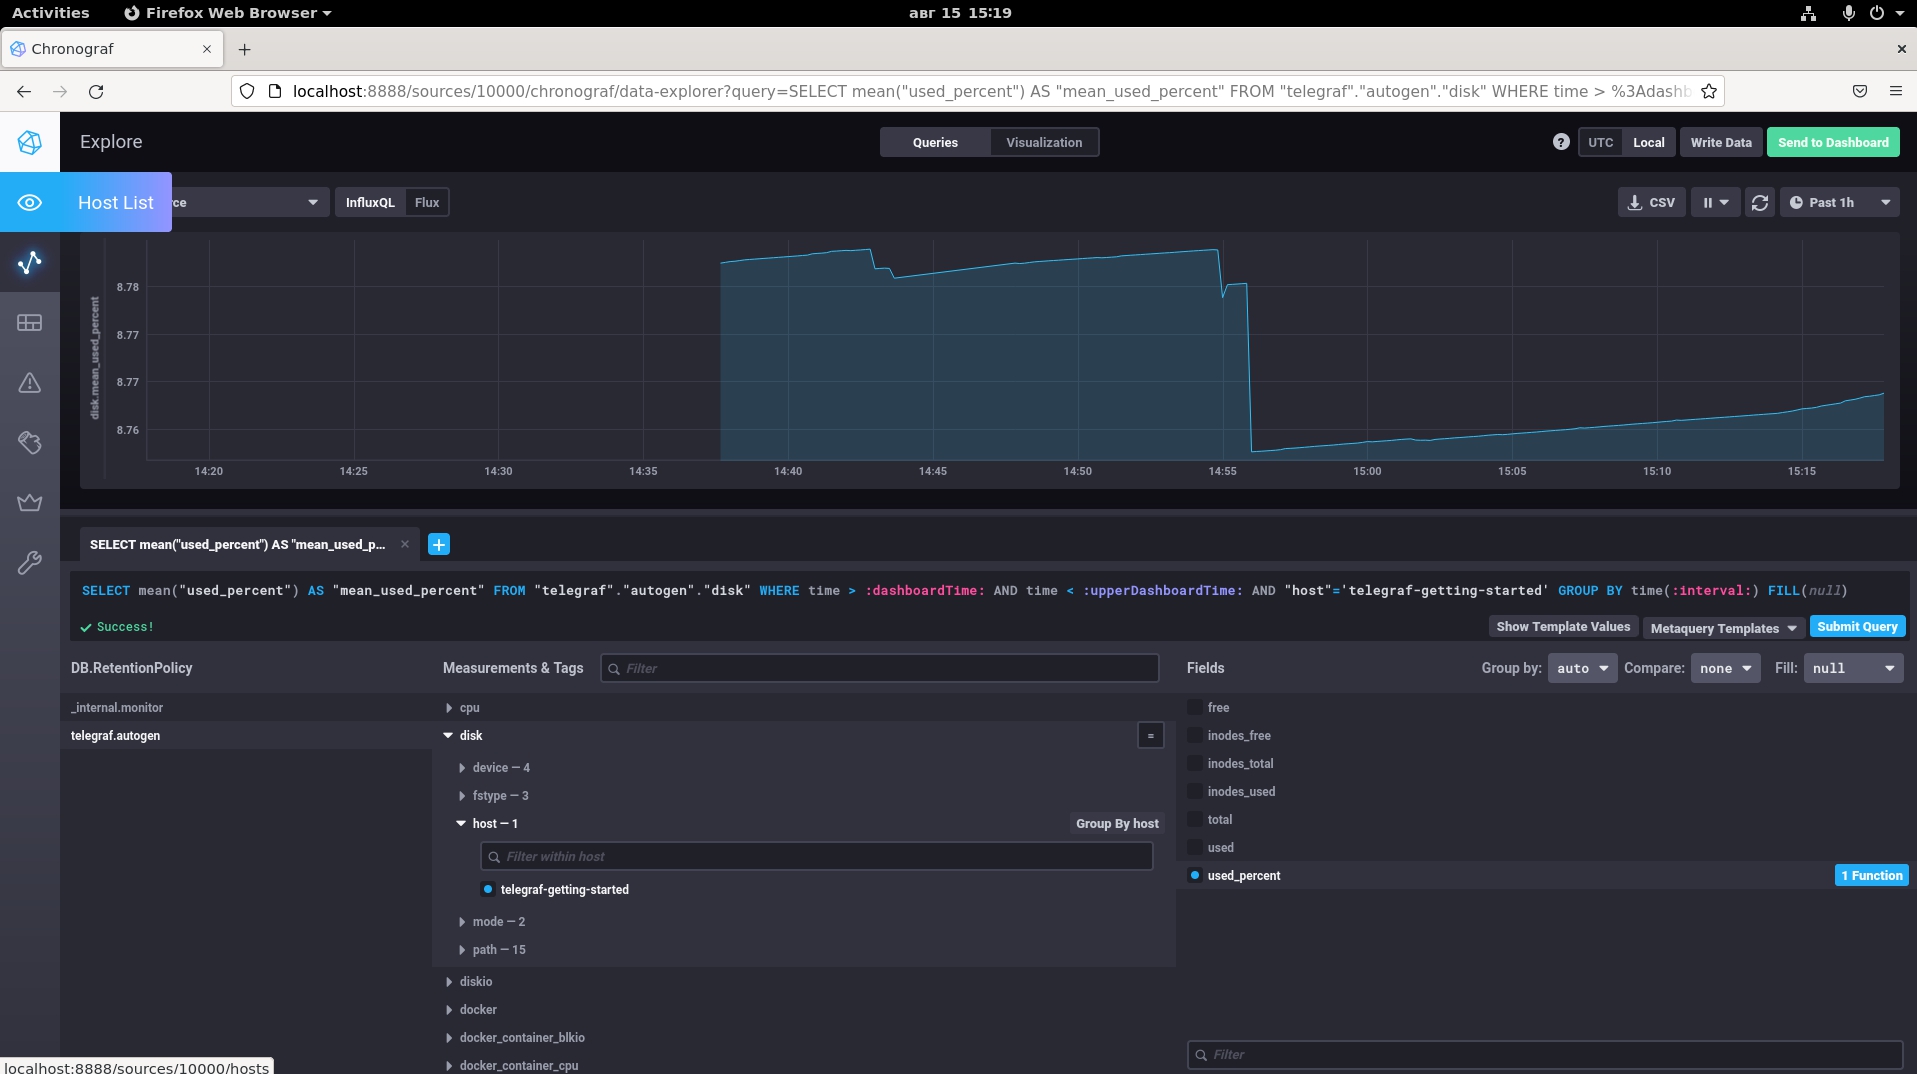 Activities
Firefox Web Browser
авг 15 15:19
Chronograf
localhost:8888/sources/10000/chronograf/data-explorer?query=SELECT mean("used_percent") AS "mean_used_percent" FROM "telegraf"."autogen"."disk" WHERE time > %3Adashb
Explore
Queries
Visualization
UTC
Local
Write Data
Send to Dashboard
Host List
rce
InfluxQL
Flux
CSV
Past 1h
disk.mean_used_percent
8.78
8.77
8.77
8.76
14:20 14:25 14:30 14:35 14:40 14:45 14:50 14:55 15:00 15:05 15:10 15:15
SELECT mean("used_percent") AS "mean_used_p...
SELECT mean("used_percent") AS "mean_used_percent" FROM "telegraf"."autogen"."disk" WHERE time > :dashboardTime: AND time < :upperDashboardTime: AND "host"='telegraf-getting-started' GROUP BY time(:interval:) FILL(null)
Success!
Show Template Values
Metaquery Templates
Submit Query
DB.RetentionPolicy
_internal.monitor
telegraf.autogen
Measurements & Tags
Filter
cpu
disk
=
device — 4
fstype — 3
host — 1
Group By host
Filter within host
telegraf-getting-started
mode — 2
path — 15
diskio
docker
docker_container_blkio
docker_container_cpu
Fields
Group by: auto
Compare: none
Fill: null
free
inodes_free
inodes_total
inodes_used
total
used
used_percent
1 Function
Filter
localhost:8888/sources/10000/hosts